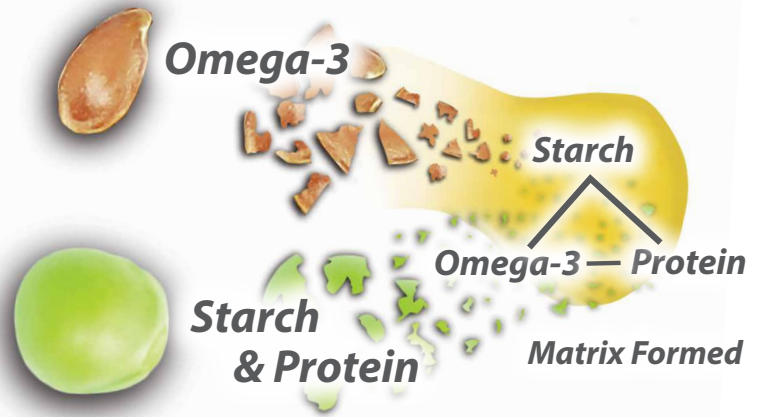 Omega-3
Starch
Omega-3 — Protein
Starch
& Protein
Matrix Formed